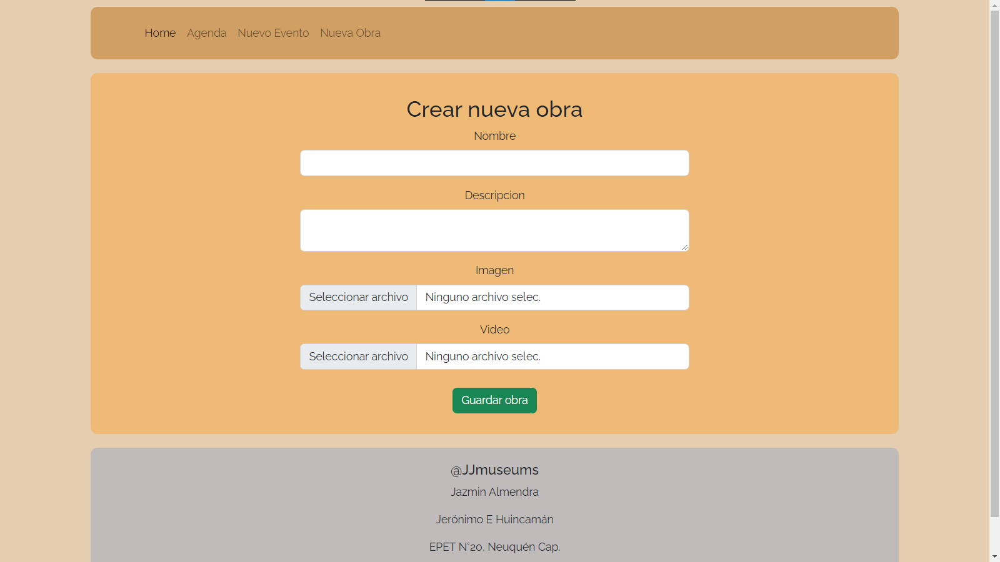 Home Agenda Nuevo Evento Nueva Obra
Crear nueva obra
Nombre
Descripcion
Imagen
Seleccionar archivo Ninguno archivo selec.
Video
Seleccionar archivo Ninguno archivo selec.
Guardar obra
@JJmuseums
Jazmin Almendra
Jerónimo E Huincamán
EPET N°20, Neuquén Cap.